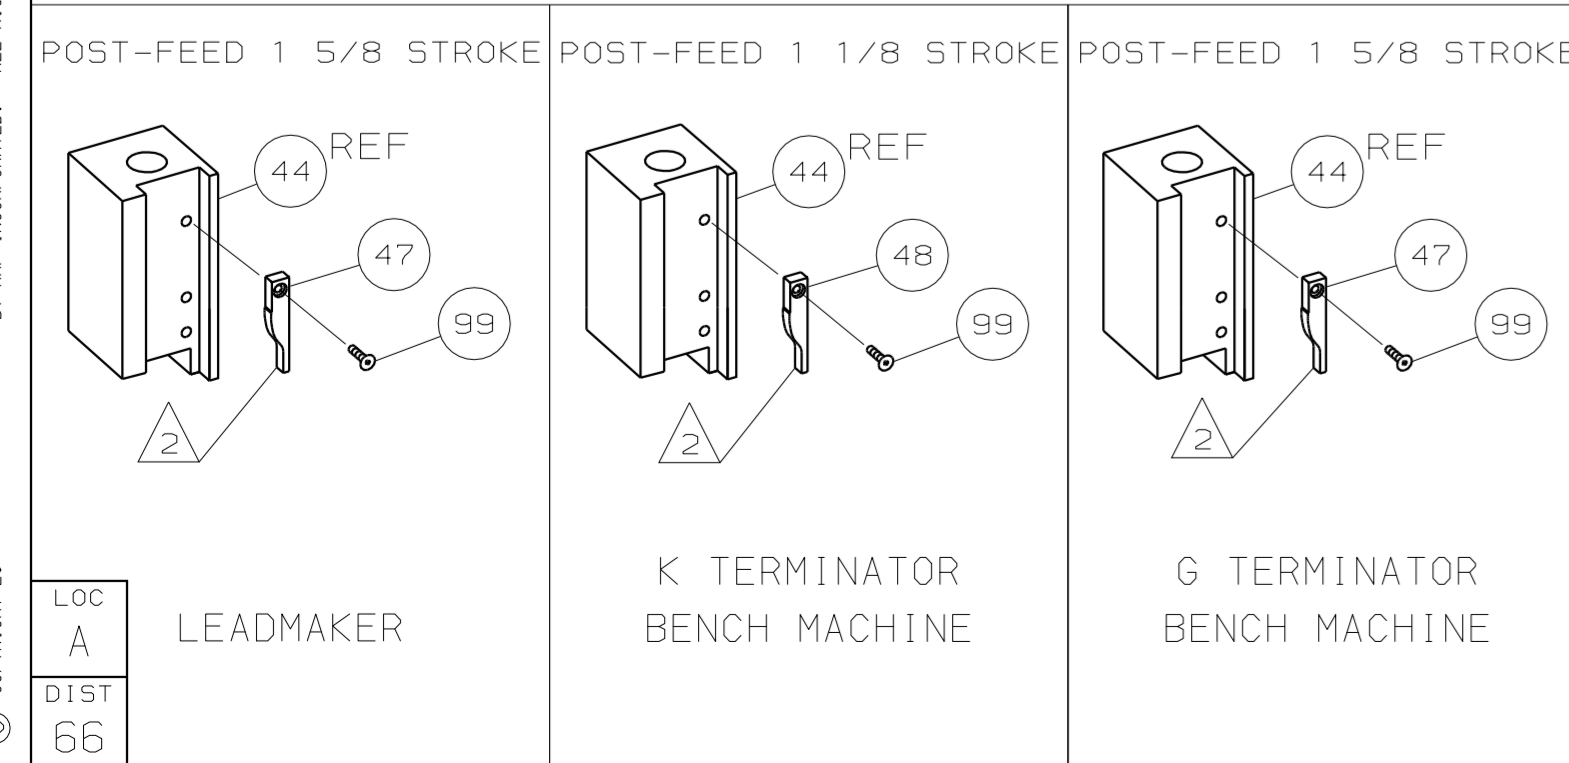 POST-FEED 1 5/8 STROKE
44 REF
47
99
2
LEADMAKER
POST-FEED 1 1/8 STROKE
44 REF
48
99
2
K TERMINATOR
BENCH MACHINE
POST-FEED 1 5/8 STROKE
44 REF
47
99
2
G TERMINATOR
BENCH MACHINE
LOC
A
DIST
66